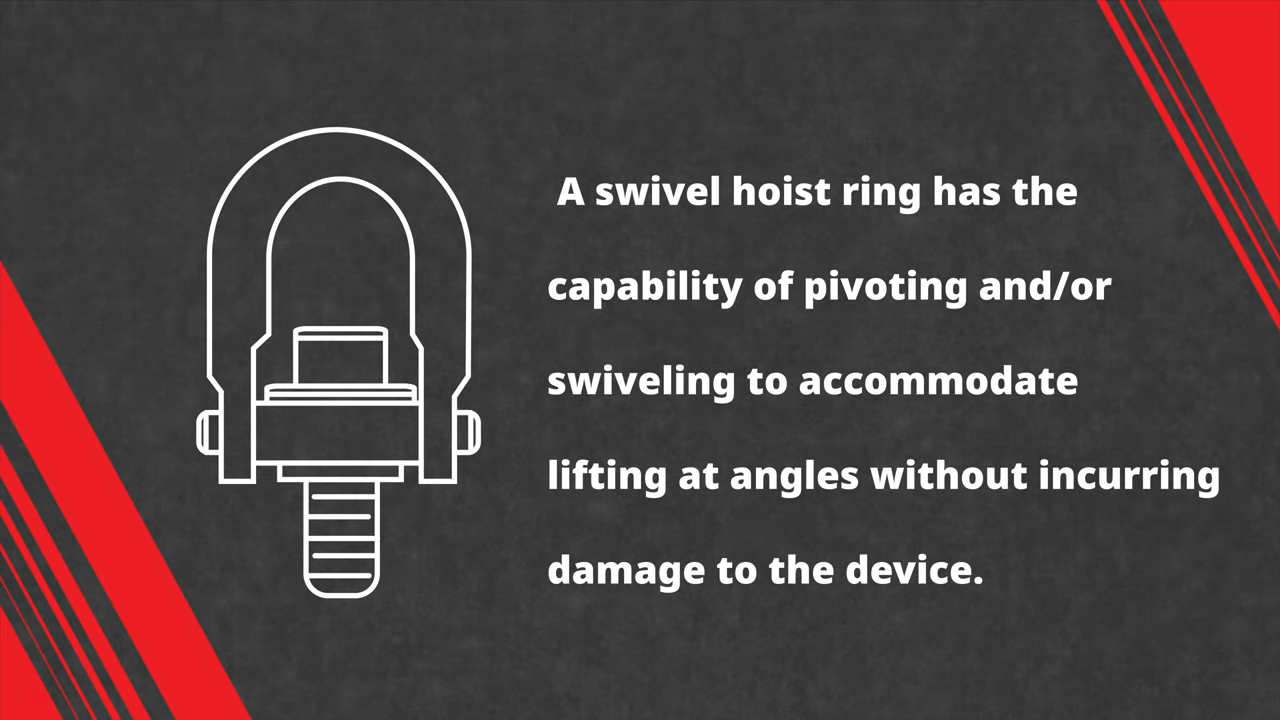 A swivel hoist ring has the
capability of pivoting and/or
swiveling to accommodate
lifting at angles without incurring
damage to the device.